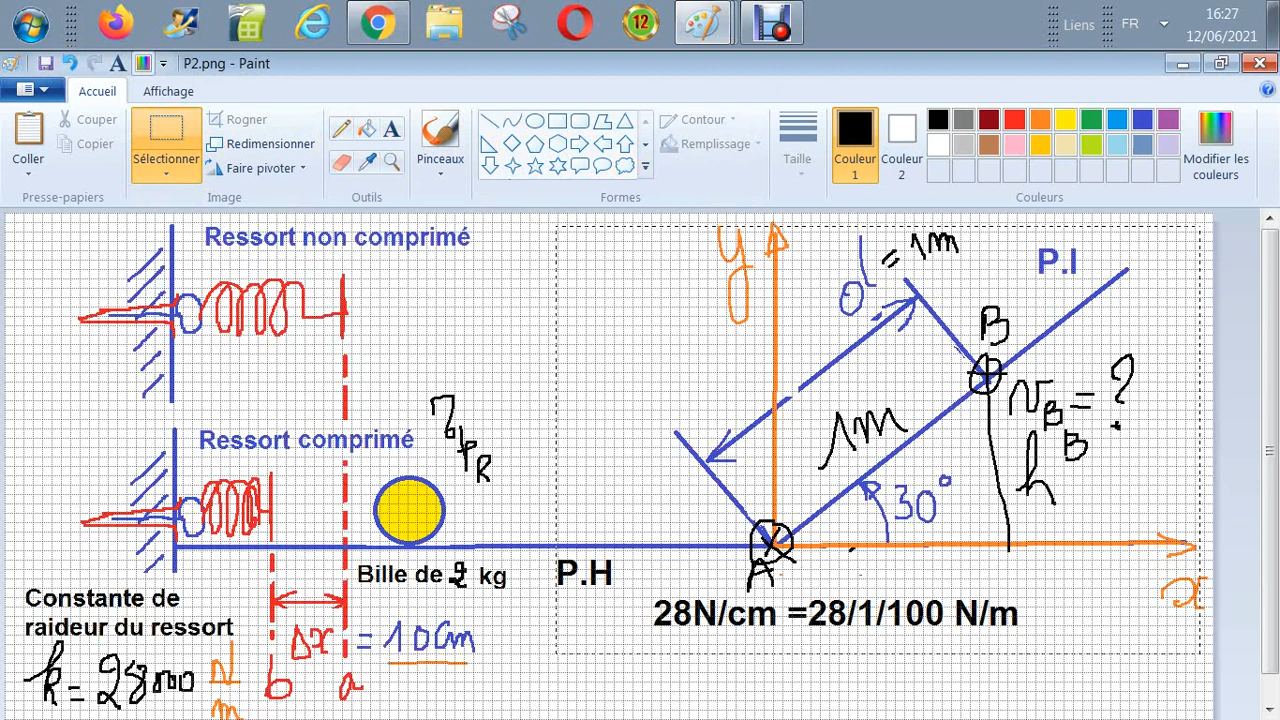 12
Liens
FR
16:27
12/06/2021
P2.png - Paint
Accueil
Affichage
Couper
Copier
Coller
Presse-papiers
Sélectionner
Rogner
Redimensionner
Faire pivoter
Image
Outils
Pinceaux
Contour
Remplissage
Formes
Taille
Couleur 1
Couleur 2
Modifier les couleurs
Couleurs
Ressort non comprimé
Ressort comprimé
Bille de 2 kg
P.H
Constante de
raideur du ressort
k = 2800 N/m
Δx = 10cm
b
a
y
d = 1m
P.I
B
1m
vB = ?
hB
30°
A
x
28N/cm =28/1/100 N/m